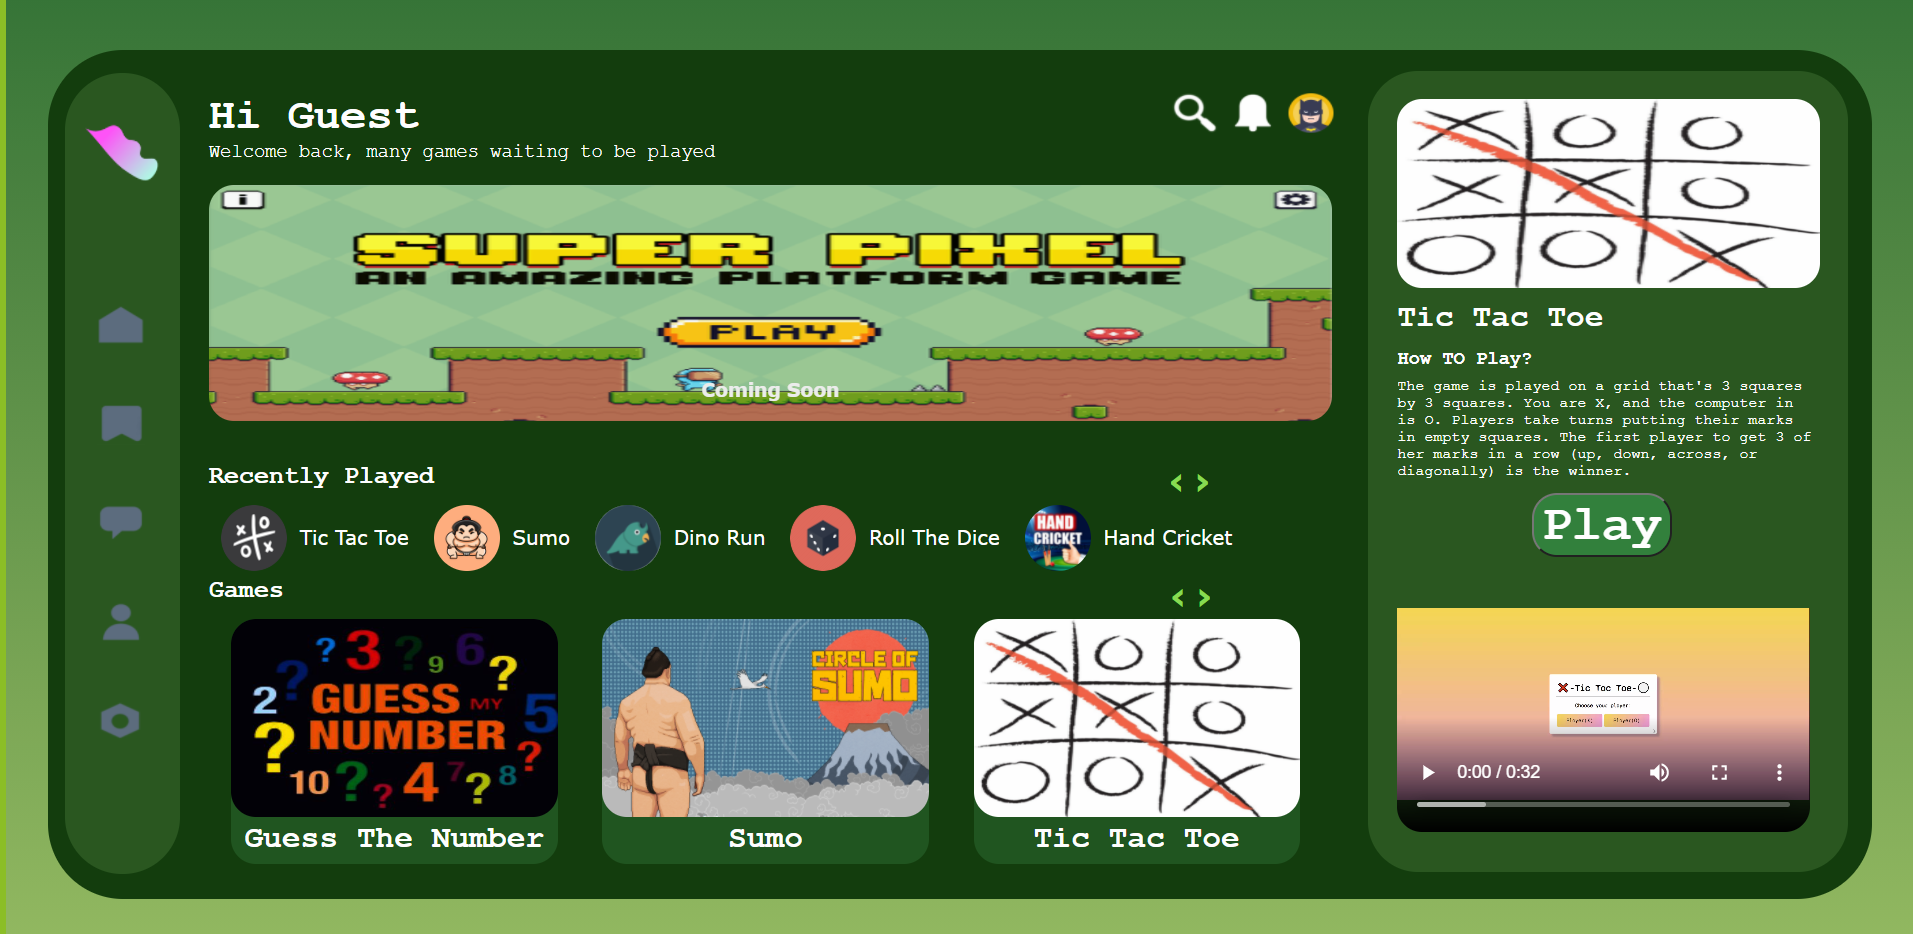 Hi Guest
Welcome back, many games waiting to be played
SUPER PIXEL
AN AMAZING PLATFORM GAME
PLAY
Coming Soon
Recently Played
< >
Tic Tac Toe
Sumo
Dino Run
Roll The Dice
HAND
CRICKET
Hand Cricket
Games
< >
? 3 ? 9 6 ?
2 ? GUESS MY 5
? NUMBER ?
10 ? ? 4 7 ? 8
Guess The Number
CIRCLE OF
SUMO
Sumo
Tic Tac Toe
Tic Tac Toe
How TO Play?
The game is played on a grid that's 3 squares
by 3 squares. You are X, and the computer in
is O. Players take turns putting their marks
in empty squares. The first player to get 3 of
her marks in a row (up, down, across, or
diagonally) is the winner.
Play
-Tic Tac Toe-
Choose your player
Player(X) Player(O)
0:00 / 0:32